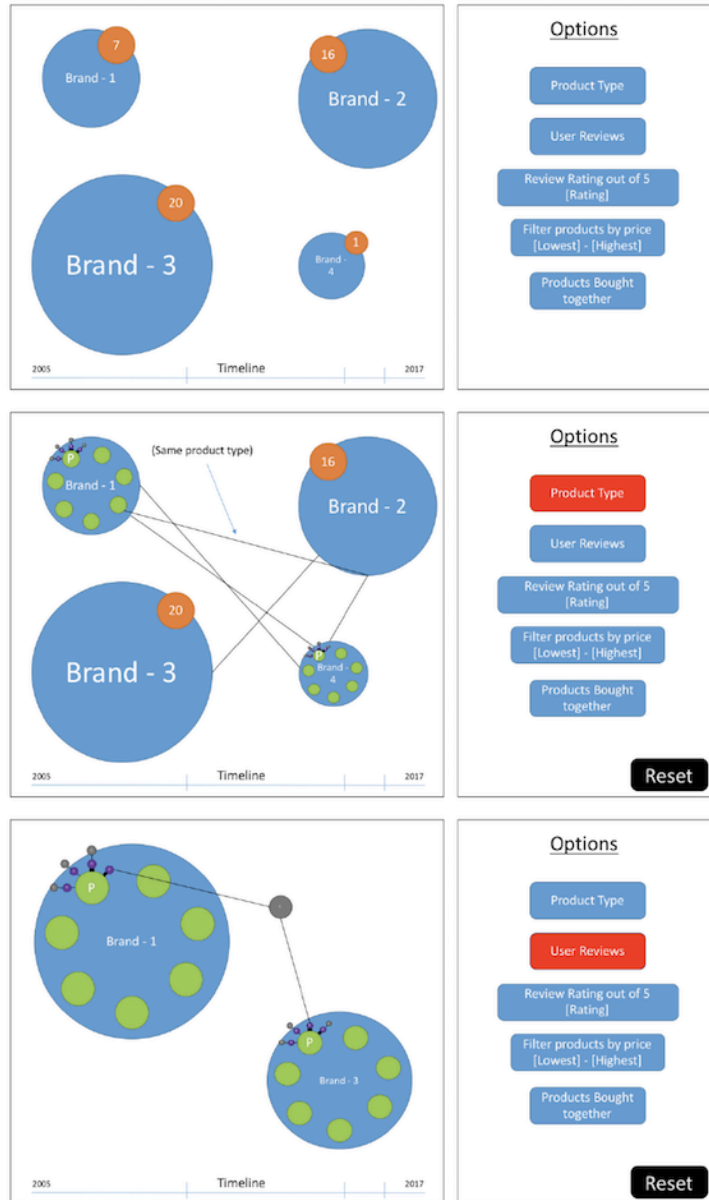 7
Brand - 1
16
Brand - 2
20
Brand - 3
1
Brand -
4
2005
Timeline
2017
Options
Product Type
User Reviews
Review Rating out of 5
[Rating]
Filter products by price
[Lowest] - [Highest]
Products Bought
together
P
Brand - 1
(Same product type)
16
Brand - 2
20
Brand - 3
P
Brand -
4
2005
Timeline
2017
Options
Product Type
User Reviews
Review Rating out of 5
[Rating]
Filter products by price
[Lowest] - [Highest]
Products Bought
together
Reset
P
Brand - 1
P
Brand - 3
2005
Timeline
2017
Options
Product Type
User Reviews
Review Rating out of 5
[Rating]
Filter products by price
[Lowest] - [Highest]
Products Bought
together
Reset